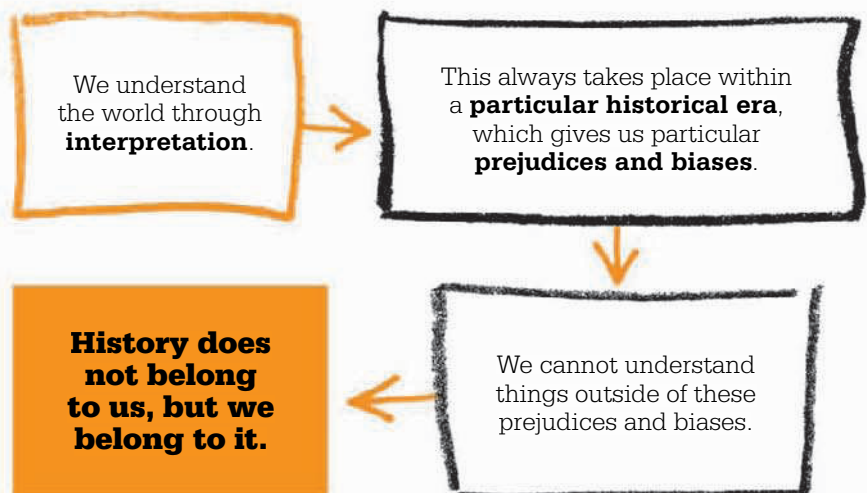 We understand
the world through
interpretation.
This always takes place within
a particular historical era,
which gives us particular
prejudices and biases.
We cannot understand
things outside of these
prejudices and biases.
History does
not belong
to us, but we
belong to it.